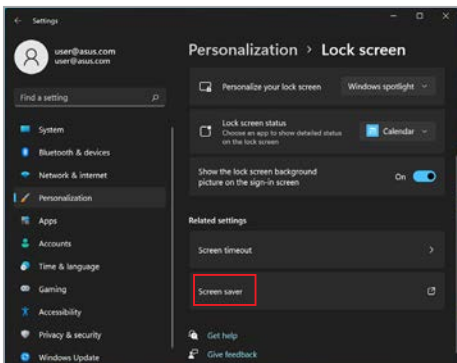 Settings
user@asus.com
user@asus.com
Find a setting
System
Bluetooth & devices
Network & internet
Personalization
Apps
Accounts
Time & language
Gaming
Accessibility
Privacy & security
Windows Update
Personalization > Lock screen
Personalize your lock screen
Windows spotlight
Lock screen status
Choose an app to show detailed status
on the lock screen
Calendar
Show the lock screen background
picture on the sign-in screen
On
Related settings
Screen timeout
Screen saver
Get help
Give feedback